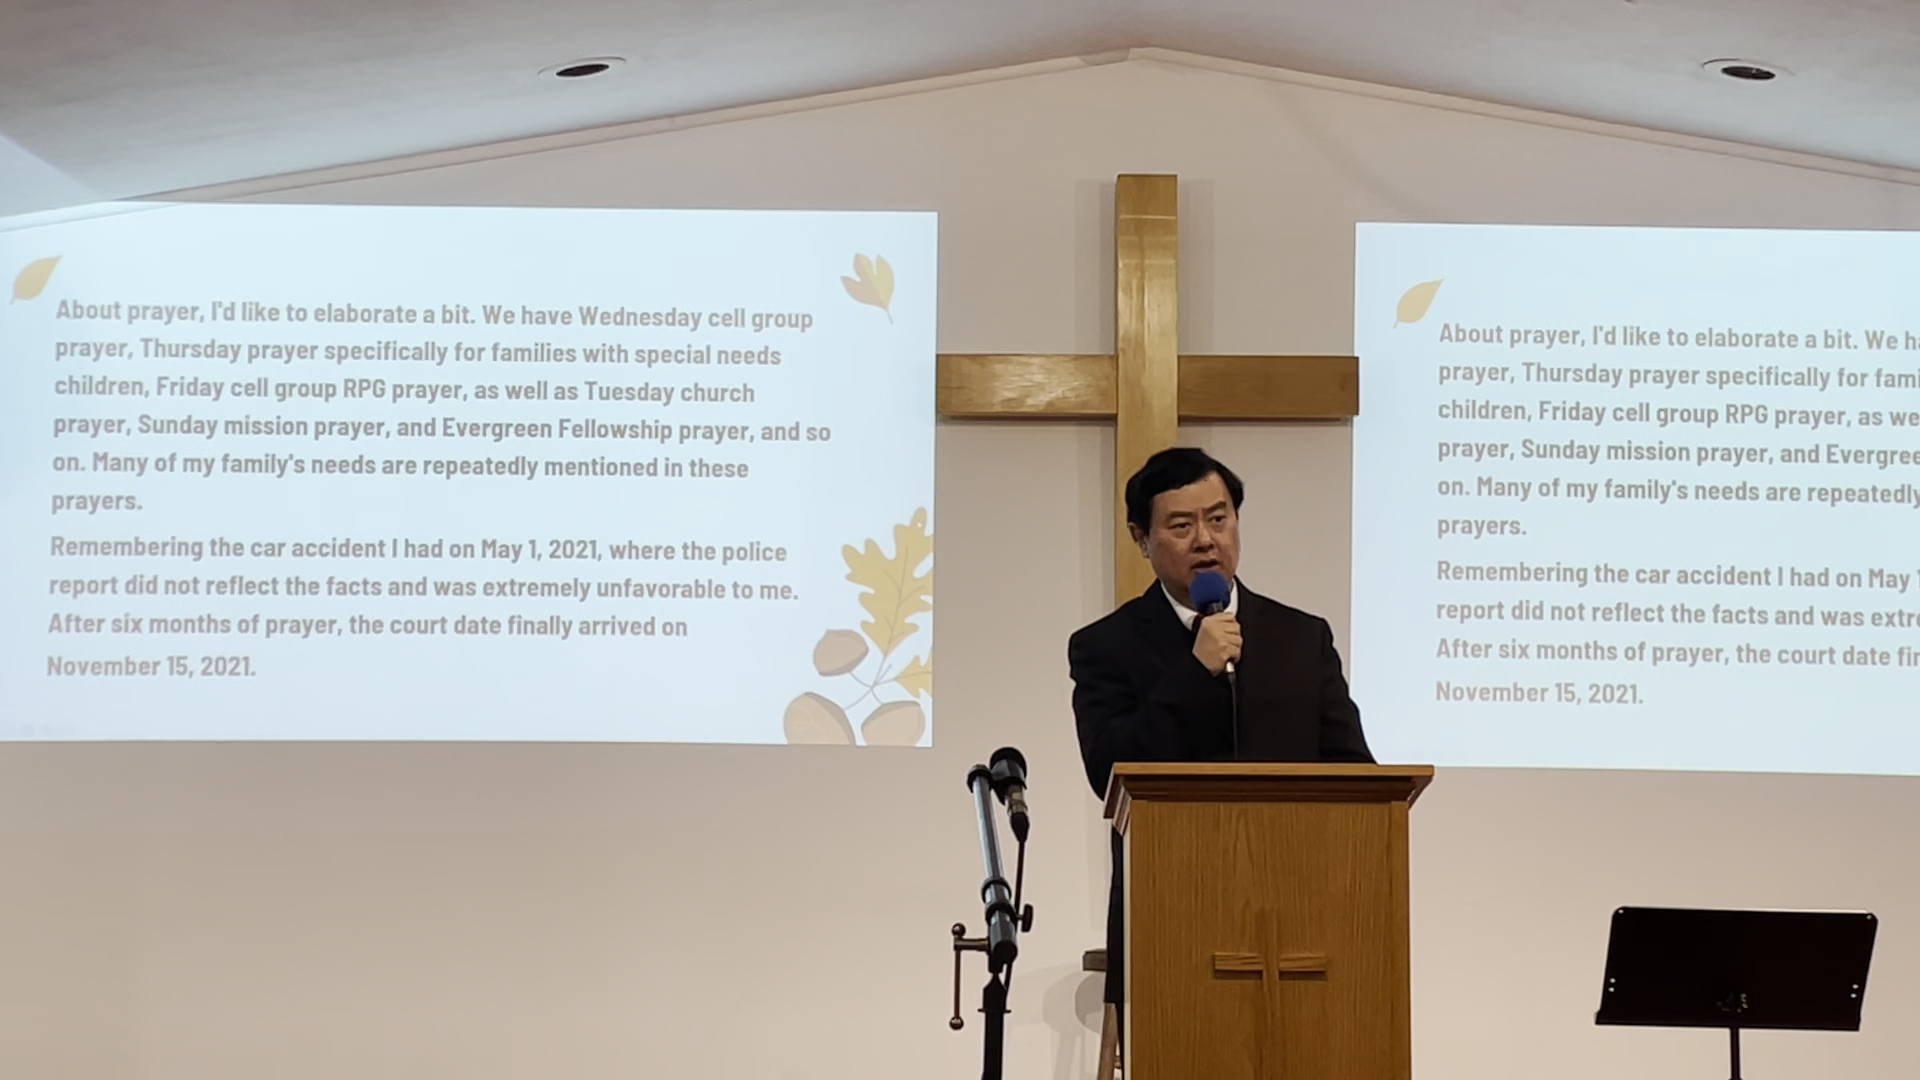 About prayer, I'd like to elaborate a bit. We have Wednesday cell group
prayer, Thursday prayer specifically for families with special needs
children, Friday cell group RPG prayer, as well as Tuesday church
prayer, Sunday mission prayer, and Evergreen Fellowship prayer, and so
on. Many of my family's needs are repeatedly mentioned in these
prayers.
Remembering the car accident I had on May 1, 2021, where the police
report did not reflect the facts and was extremely unfavorable to me.
After six months of prayer, the court date finally arrived on
November 15, 2021.
About prayer, I'd like to elaborate a bit. We
prayer, Thursday prayer specifically for
children, Friday cell group RPG prayer, as
prayer, Sunday mission prayer, and
on. Many of my family's needs are
prayers.
Remembering the car accident I had on May
report did not reflect the facts and was
After six months of prayer, the court date
November 15, 2021.